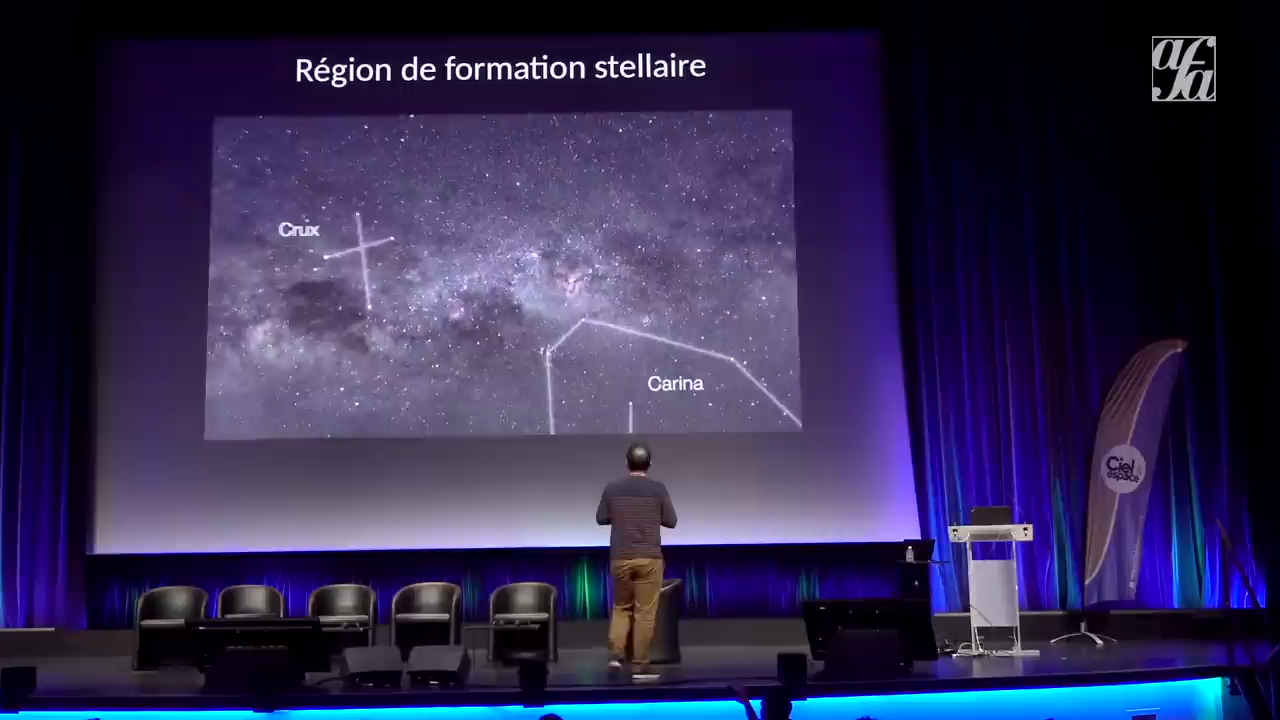 Région de formation stellaire
afa
Crux
Carina
Ciel
espace